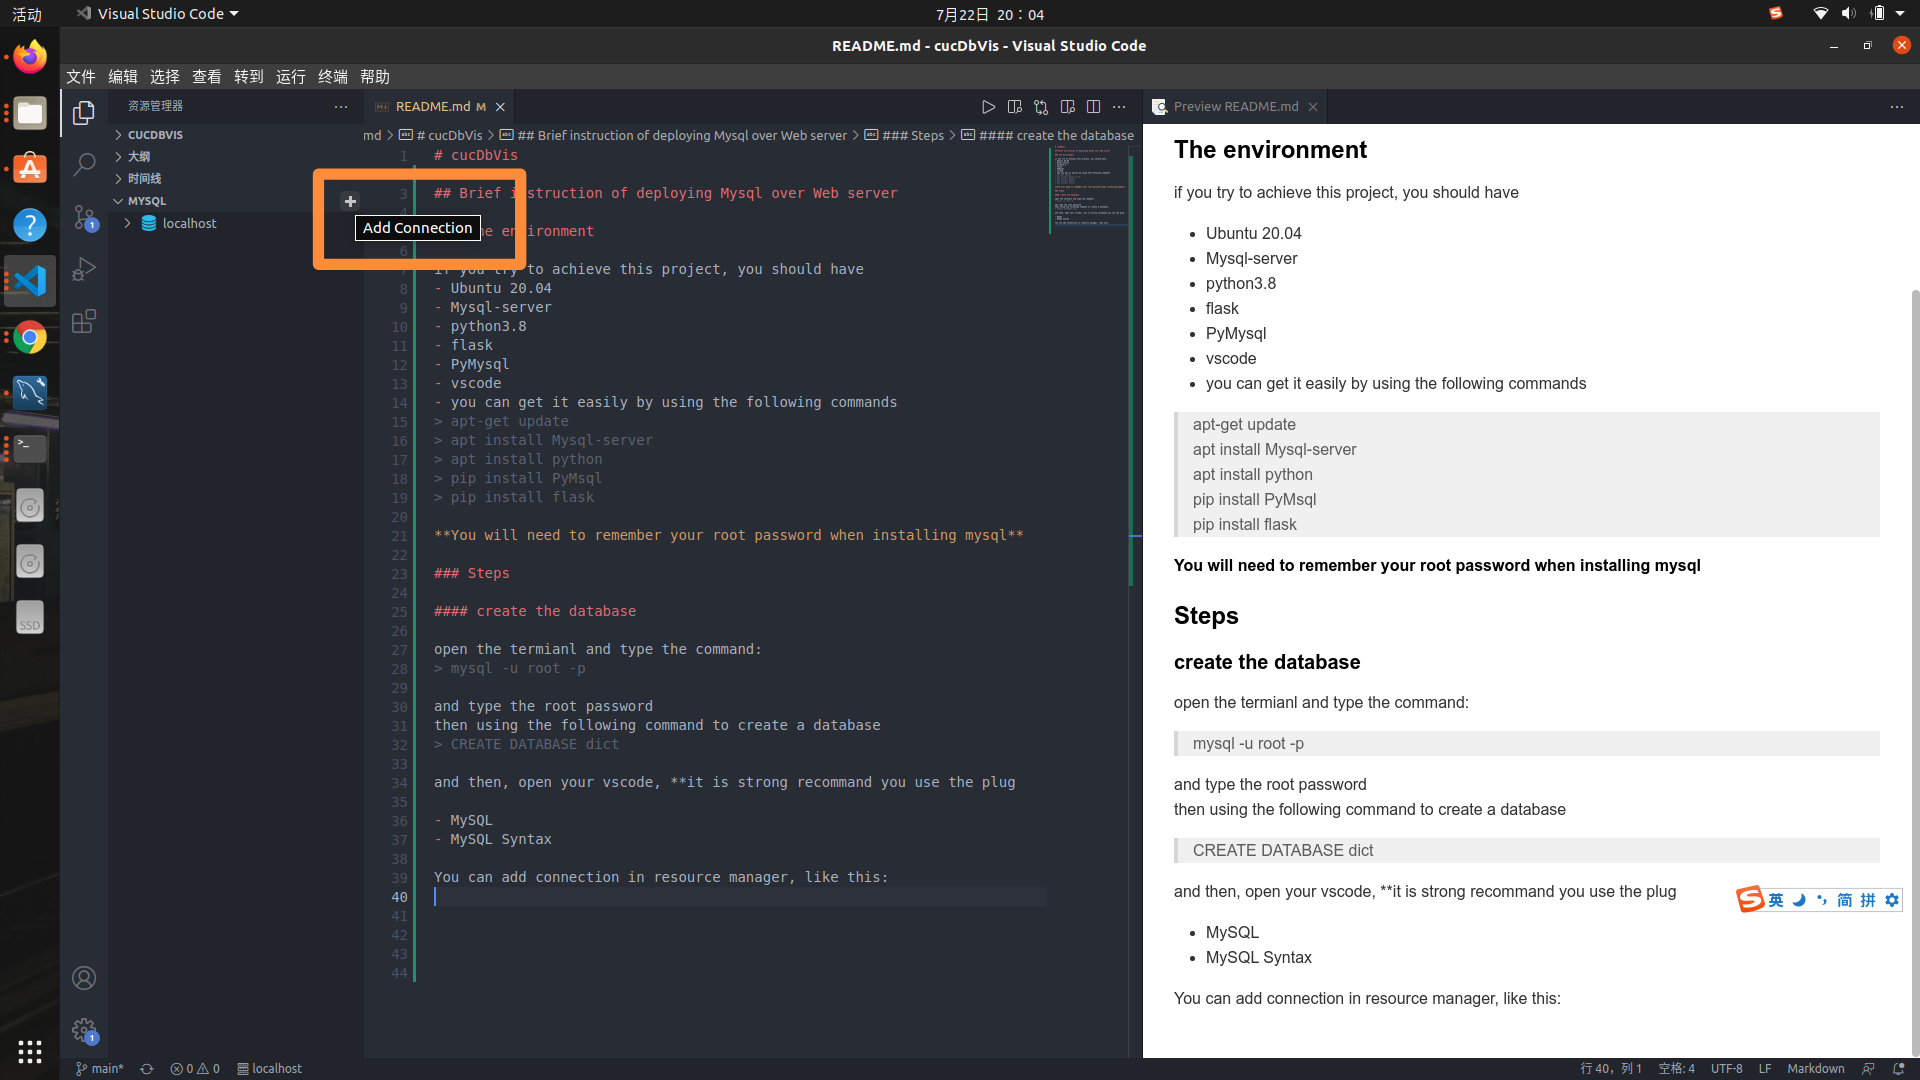 活动
Visual Studio Code
7月22日 20：04
README.md - cucDbVis - Visual Studio Code
文件 编辑 选择 查看 转到 运行 终端 帮助
资源管理器
README.md M
Preview README.md
CUCDBVIS
大纲
时间线
MYSQL
localhost
Add Connection
md > # cucDbVis > ## Brief instruction of deploying Mysql over Web server > ### Steps > #### create the database
1 # cucDbVis
3 ## Brief instruction of deploying Mysql over Web server
environment
6
7 if you try to achieve this project, you should have
8 - Ubuntu 20.04
9 - Mysql-server
10 - python3.8
11 - flask
12 - PyMysql
13 - vscode
14 - you can get it easily by using the following commands
15 > apt-get update
16 > apt install Mysql-server
17 > apt install python
18 > pip install PyMsql
19 > pip install flask
20
21 **You will need to remember your root password when installing mysql**
22
23 ### Steps
24
25 #### create the database
26
27 open the termianl and type the command:
28 > mysql -u root -p
29
30 and type the root password
31 then using the following command to create a database
32 > CREATE DATABASE dict
33
34 and then, open your vscode, **it is strong recommand you use the plug
35
36 - MySQL
37 - MySQL Syntax
38
39 You can add connection in resource manager, like this:
40
41
42
43
44
The environment
if you try to achieve this project, you should have
Ubuntu 20.04
Mysql-server
python3.8
flask
PyMysql
vscode
you can get it easily by using the following commands
apt-get update
apt install Mysql-server
apt install python
pip install PyMsql
pip install flask
You will need to remember your root password when installing mysql
Steps
create the database
open the termianl and type the command:
mysql -u root -p
and type the root password
then using the following command to create a database
CREATE DATABASE dict
and then, open your vscode, **it is strong recommand you use the plug
MySQL
MySQL Syntax
You can add connection in resource manager, like this:
英 简 拼
SSD
1
1
main*
0 0
localhost
行 40，列 1
空格: 4
UTF-8
LF
Markdown